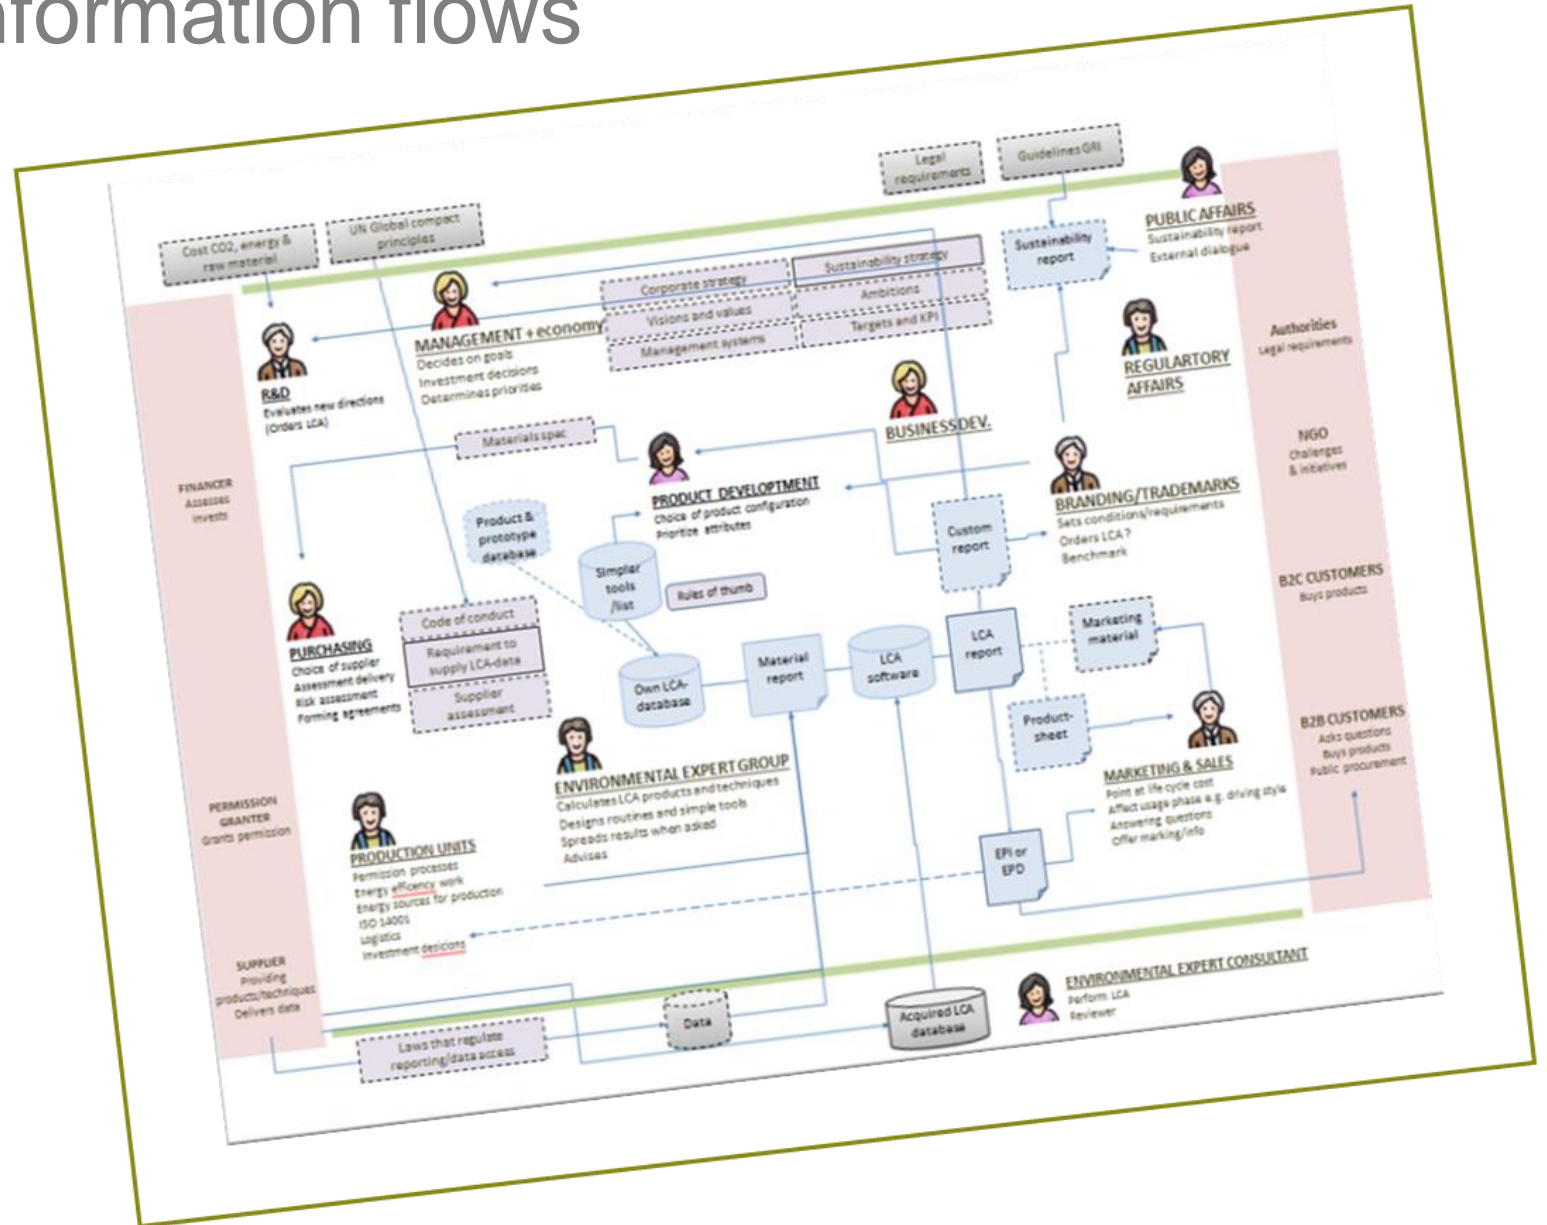 nformation flows
Legal
requirements
Guidelines GRI
Cost CO2, energy &
raw material
UN Global compact
principles
PUBLIC AFFAIRS
Sustainability report
External dialogue
Sustainability
report
Corporate strategy
Sustainability strategy
Visions and values
Ambitions
Management systems
Targets and KPI
MANAGEMENT + economy
Decides on goals
Investment decisions
Determines priorities
R&D
Evaluates new directions
(Orders LCA)
REGULARTORY
AFFAIRS
Authorities
Legal requirements
BUSINESS DEV.
Materials spec
NGO
Challenges
& initiatives
FINANCER
Assesses
Invests
PRODUCT DEVELOPTMENT
Choice of product configuration
Prioritize attributes
BRANDING/TRADEMARKS
Sets conditions/requirements
Orders LCA?
Benchmark
Product &
prototype
database
Simpler
tools
/list
Rules of thumb
Custom
report
B2C CUSTOMERS
Buys products
PURCHASING
Choice of supplier
Assessment delivery
Risk assessment
Forming agreements
Code of conduct
Requirement to
supply LCA-data
Supplier
assessment
Own LCA-
database
Material
report
LCA
software
LCA
report
Marketing
material
Product-
sheet
B2B CUSTOMERS
Asks questions
Buys products
Public procurement
ENVIRONMENTAL EXPERT GROUP
Calculates LCA products and techniques
Designs routines and simple tools
Spreads results when asked
Advises
MARKETING & SALES
Point at life cycle cost
Affect usage phase e.g. driving style
Answering questions
Offer marking/info
PERMISSION
GRANTER
Grants permission
PRODUCTION UNITS
Permission processes
Energy efficency work
Energy sources for production
ISO 14001
Logistics
Investment desicions
EPI or
EPD
SUPPLIER
Providing
products/techniques
Delivers data
Laws that regulate
reporting/data access
Data
Acquired LCA
database
ENVIRONMENTAL EXPERT CONSULTANT
Perform LCA
Reviewer